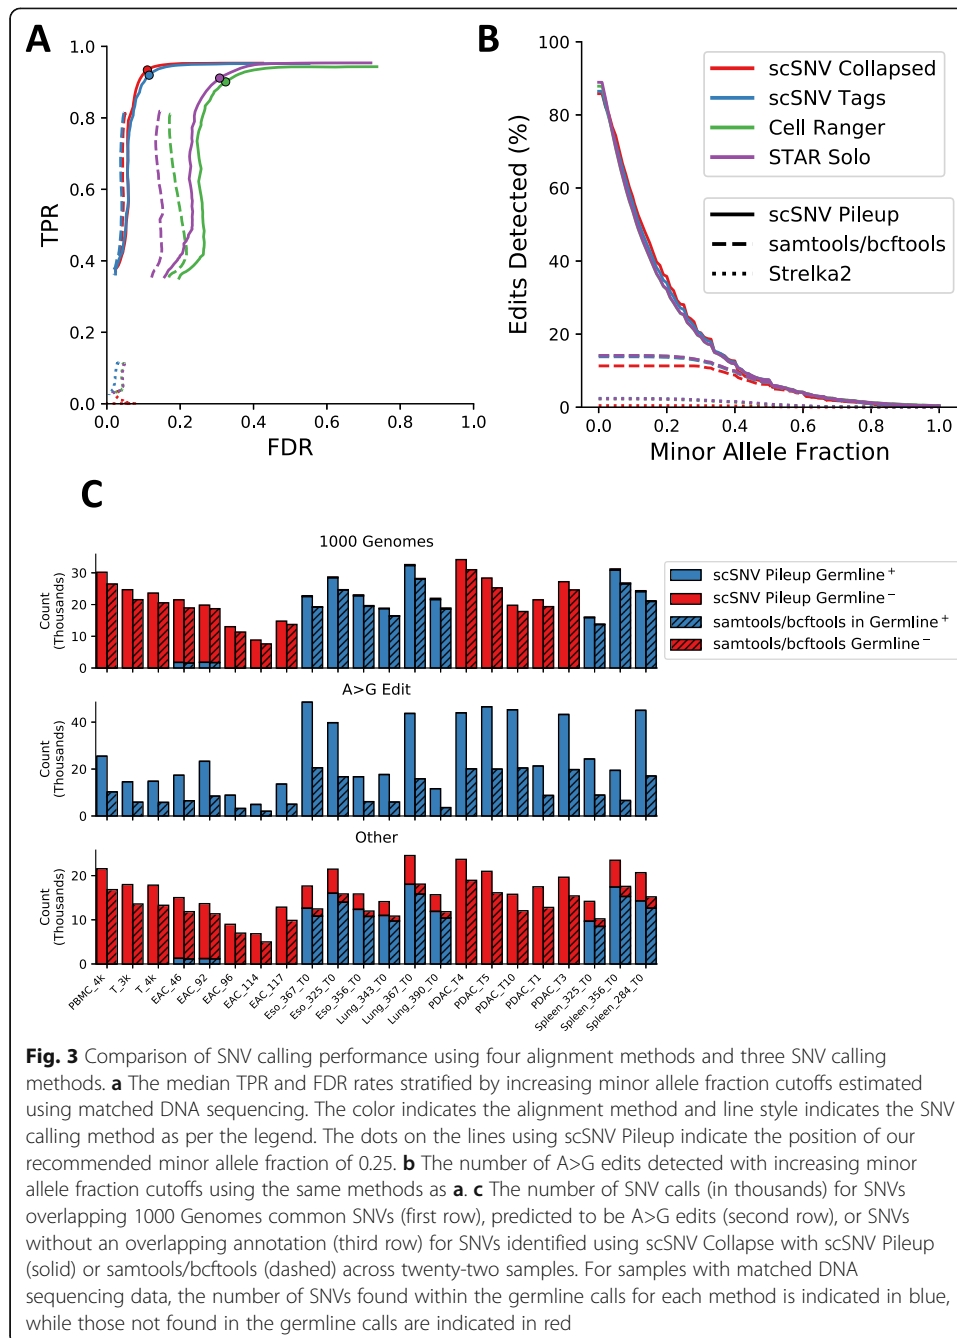 A
1.0
0.8
0.6
0.4
0.2
0.0
TPR
0.0 0.2 0.4 0.6 0.8 1.0
FDR
B
100
80
60
40
20
0
Edits Detected (%)
0.0 0.2 0.4 0.6 0.8 1.0
Minor Allele Fraction
scSNV Collapsed
scSNV Tags
Cell Ranger
STAR Solo
scSNV Pileup
samtools/bcftools
Strelka2
C
1000 Genomes
Count
(Thousands)
30
20
10
0
A>G Edit
Count
(Thousands)
40
20
0
Other
Count
(Thousands)
20
10
0
PBMC_4k
T_3k
T_4k
EAC_46
EAC_92
EAC_96
EAC_114
EAC_117
Eso_367_T0
Eso_325_T0
Eso_356_T0
Lung_343_T0
Lung_367_T0
Lung_390_T0
PDAC_T4
PDAC_T5
PDAC_T10
PDAC_T1
PDAC_T3
Spleen_325_T0
Spleen_356_T0
Spleen_284_T0
scSNV Pileup Germline+
scSNV Pileup Germline−
samtools/bcftools in Germline+
samtools/bcftools Germline−
Fig. 3 Comparison of SNV calling performance using four alignment methods and three SNV calling
methods. a The median TPR and FDR rates stratified by increasing minor allele fraction cutoffs estimated
using matched DNA sequencing. The color indicates the alignment method and line style indicates the SNV
calling method as per the legend. The dots on the lines using scSNV Pileup indicate the position of our
recommended minor allele fraction of 0.25. b The number of A>G edits detected with increasing minor
allele fraction cutoffs using the same methods as a. c The number of SNV calls (in thousands) for SNVs
overlapping 1000 Genomes common SNVs (first row), predicted to be A>G edits (second row), or SNVs
without an overlapping annotation (third row) for SNVs identified using scSNV Collapse with scSNV Pileup
(solid) or samtools/bcftools (dashed) across twenty-two samples. For samples with matched DNA
sequencing data, the number of SNVs found within the germline calls for each method is indicated in blue,
while those not found in the germline calls are indicated in red